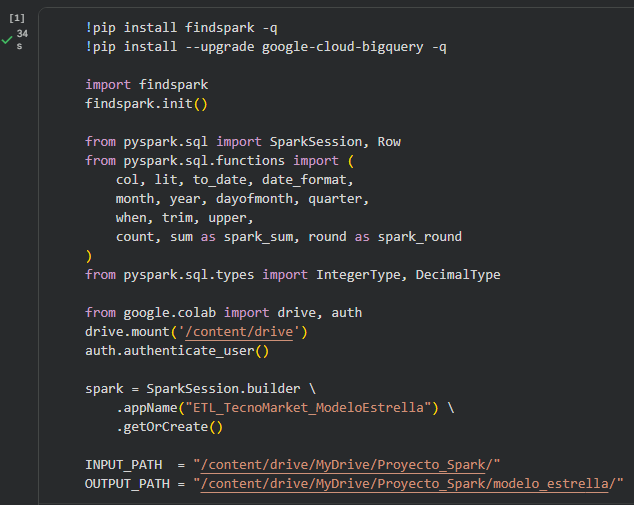 [1]
34
s
!pip install findspark -q
!pip install --upgrade google-cloud-bigquery -q
import findspark
findspark.init()
from pyspark.sql import SparkSession, Row
from pyspark.sql.functions import (
    col, lit, to_date, date_format,
    month, year, dayofmonth, quarter,
    when, trim, upper,
    count, sum as spark_sum, round as spark_round
)
from pyspark.sql.types import IntegerType, DecimalType
from google.colab import drive, auth
drive.mount('/content/drive')
auth.authenticate_user()
spark = SparkSession.builder \
    .appName("ETL_TecnoMarket_ModeloEstrella") \
    .getOrCreate()
INPUT_PATH  = "/content/drive/MyDrive/Proyecto_Spark/"
OUTPUT_PATH = "/content/drive/MyDrive/Proyecto_Spark/modelo_estrella/"